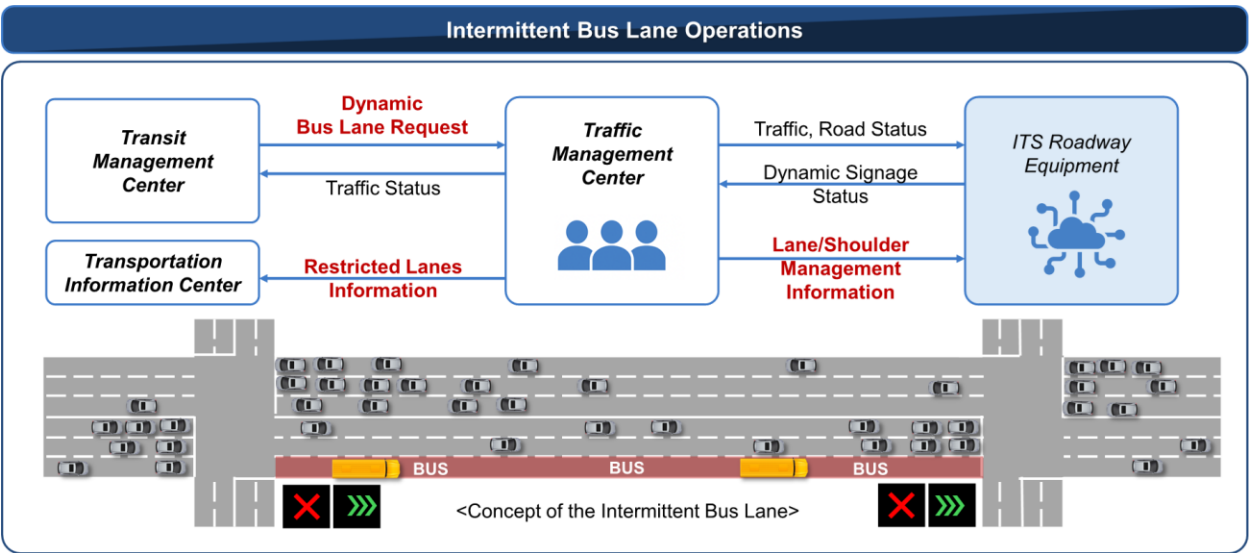 Intermittent Bus Lane Operations
Transit
Management
Center
Dynamic
Bus Lane Request
Traffic Status
Traffic
Management
Center
Traffic, Road Status
Dynamic Signage
Status
ITS Roadway
Equipment
Transportation
Information Center
Restricted Lanes
Information
Lane/Shoulder
Management
Information
BUS
BUS
BUS
<Concept of the Intermittent Bus Lane>